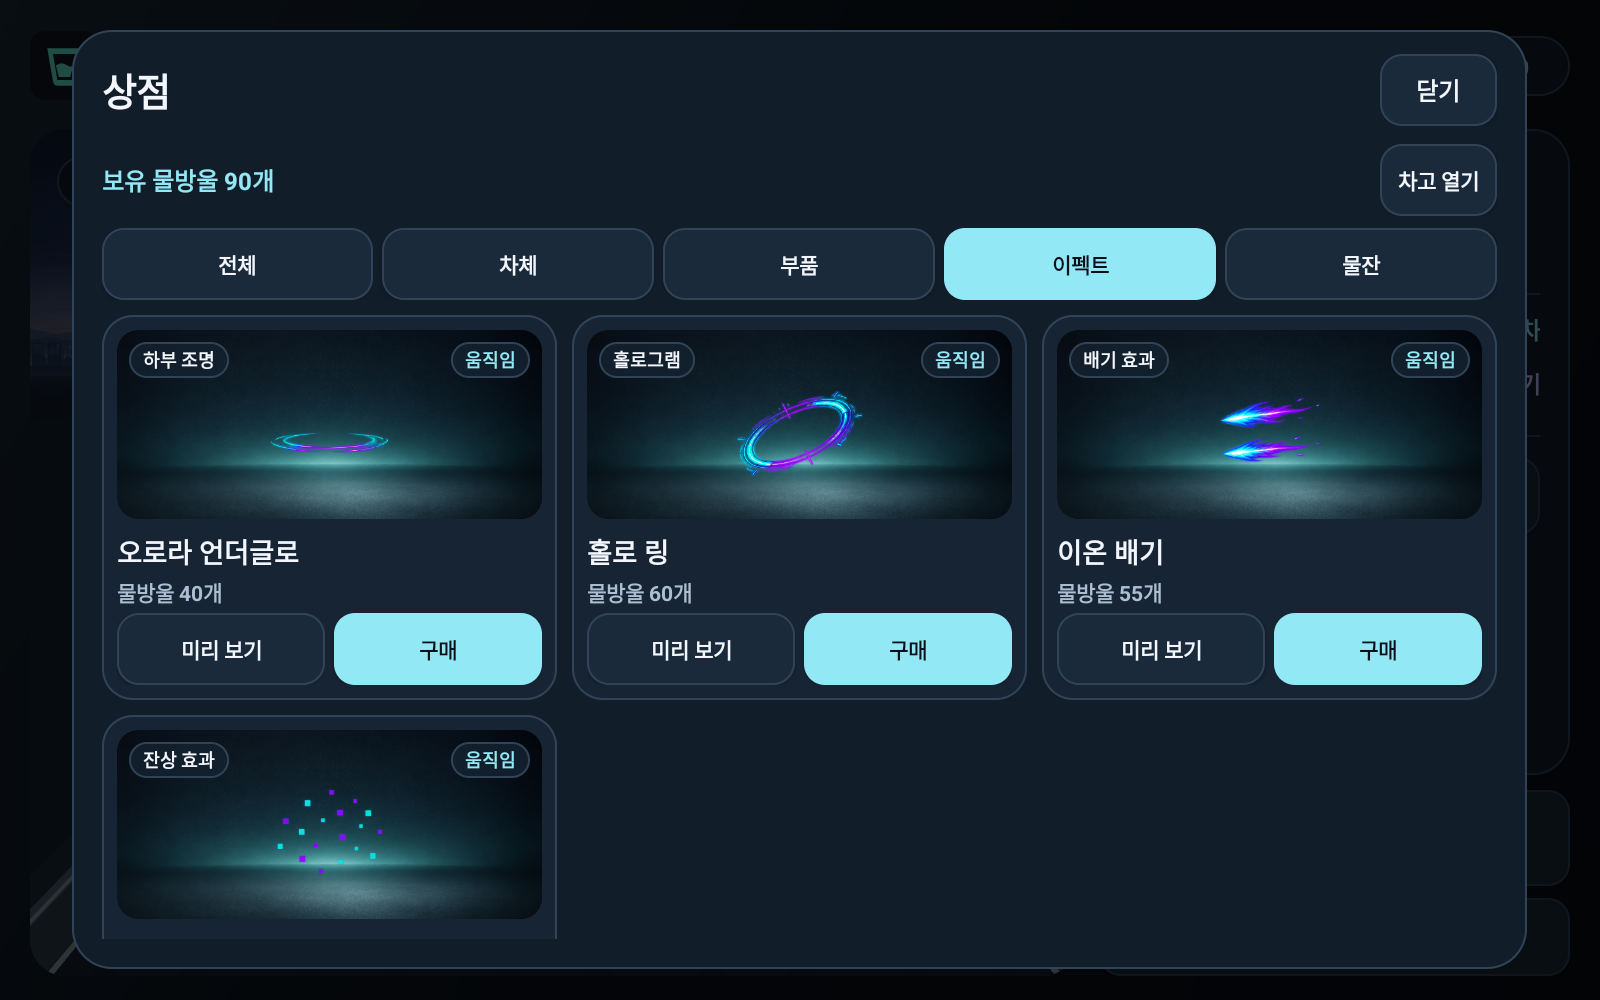 상점
닫기
보유 물방울 90개
차고 열기
전체
차체
부품
이펙트
물잔
하부 조명
움직임
홀로그램
움직임
배기 효과
움직임
오로라 언더글로
홀로 링
이온 배기
물방울 40개
물방울 60개
물방울 55개
미리 보기
구매
미리 보기
구매
미리 보기
구매
잔상 효과
움직임
차
기